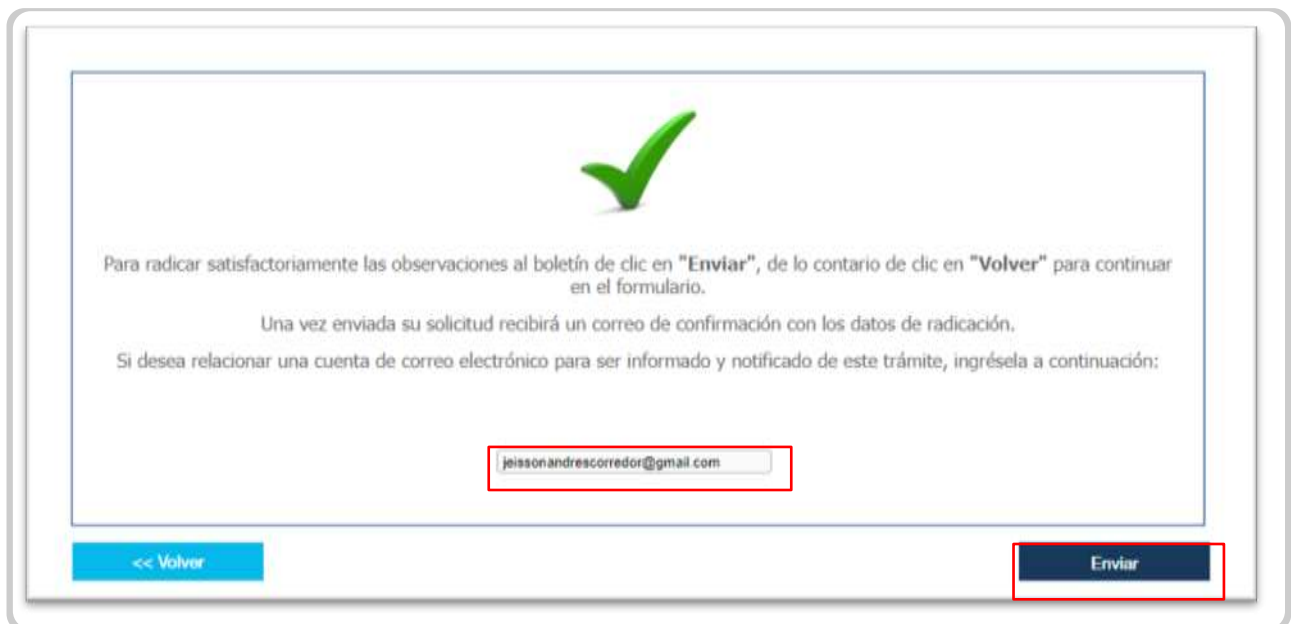 Para radicar satisfactoriamente las observaciones al boletín de clic en "Enviar", de lo contario de clic en "Volver" para continuar
en el formulario.
Una vez enviada su solicitud recibirá un correo de confirmación con los datos de radicación.
Si desea relacionar una cuenta de correo electrónico para ser informado y notificado de este trámite, ingrésela a continuación:
jeissonandrescorredor@gmail.com
<< Volver
Enviar